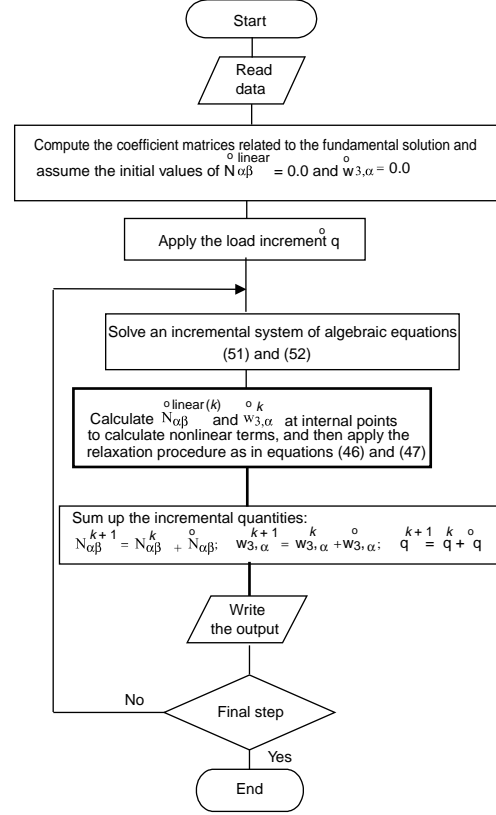 Start
Read
data
Compute the coefficient matrices related to the fundamental solution and
assume the initial values of N̊αβ^linear = 0.0 and ẘ3,α = 0.0
Apply the load increment q̊
Solve an incremental system of algebraic equations
(51) and (52)
Calculate N̊αβ^linear(k) and ẘ3,α^k at internal points
to calculate nonlinear terms, and then apply the
relaxation procedure as in equations (46) and (47)
Sum up the incremental quantities:
Nαβ^k+1 = Nαβ^k + N̊αβ; w3,α^k+1 = w3,α^k + ẘ3,α; q^k+1 = q^k + q̊
Write
the output
No
Final step
Yes
End